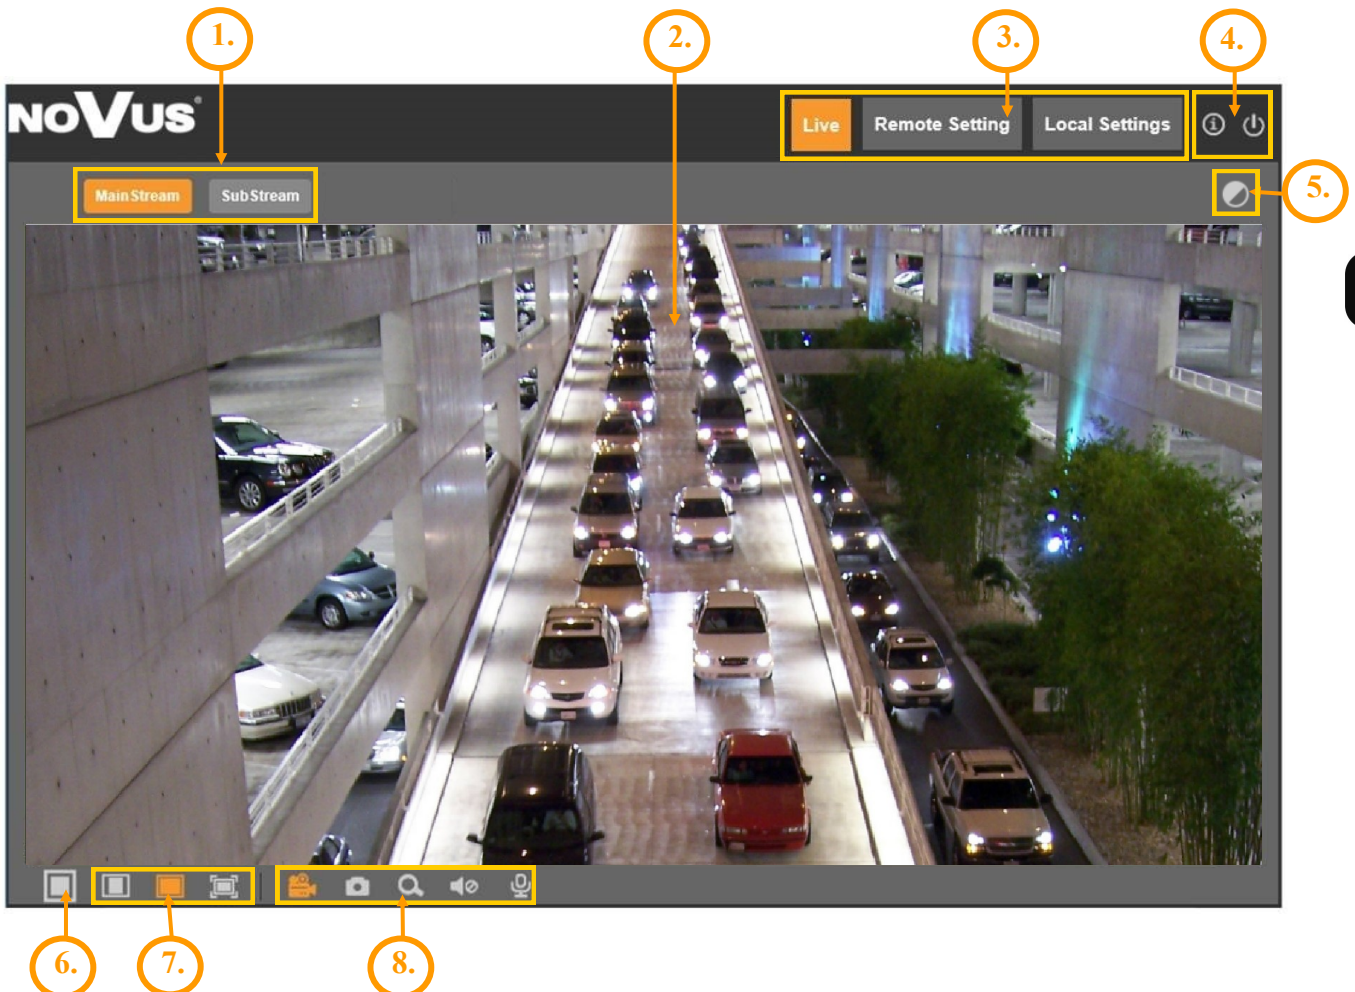 1.
2.
3.
4.
NOVUS®
Live
Remote Setting
Local Settings
5.
MainStream
SubStream
6.
7.
8.